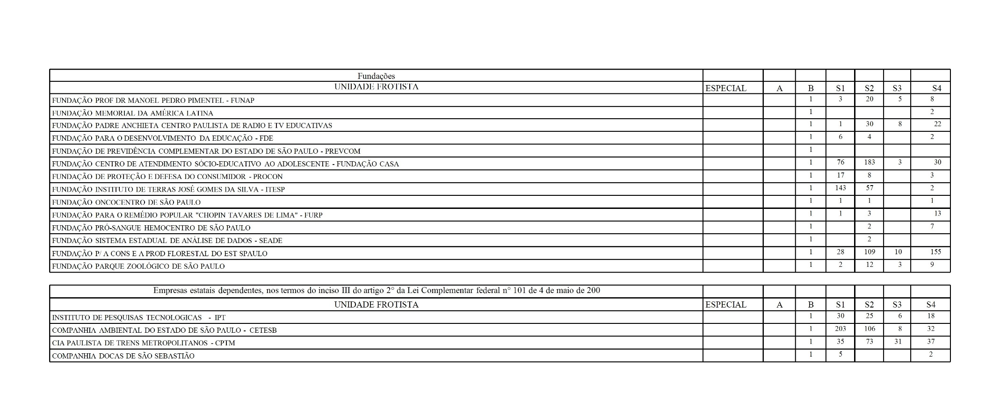 Fundações
UNIDADE FROTISTA ESPECIAL A B S1 S2 S3 S4
FUNDAÇÃO PROF DR MANOEL PEDRO PIMENTEL - FUNAP 1 3 20 5 8
FUNDAÇÃO MEMORIAL DA AMÉRICA LATINA 1 2
FUNDAÇÃO PADRE ANCHIETA CENTRO PAULISTA DE RADIO E TV EDUCATIVAS 1 1 30 8 22
FUNDAÇÃO PARA O DESENVOLVIMENTO DA EDUCAÇÃO - FDE 1 6 4 2
FUNDAÇÃO DE PREVIDÊNCIA COMPLEMENTAR DO ESTADO DE SÃO PAULO - PREVCOM 1
FUNDAÇÃO CENTRO DE ATENDIMENTO SÓCIO-EDUCATIVO AO ADOLESCENTE - FUNDAÇÃO CASA 1 76 183 3 30
FUNDAÇÃO DE PROTEÇÃO E DEFESA DO CONSUMIDOR - PROCON 1 17 8 3
FUNDAÇÃO INSTITUTO DE TERRAS JOSÉ GOMES DA SILVA - ITESP 1 143 57 2
FUNDAÇÃO ONCOCENTRO DE SÃO PAULO 1 1 1 1
FUNDAÇÃO PARA O REMÉDIO POPULAR "CHOPIN TAVARES DE LIMA" - FURP 1 1 3 13
FUNDAÇÃO PRÓ-SANGUE HEMOCENTRO DE SÃO PAULO 1 2 7
FUNDAÇÃO SISTEMA ESTADUAL DE ANÁLISE DE DADOS - SEADE 1 2
FUNDAÇÃO P/ A CONS E A PROD FLORESTAL DO EST SPAULO 1 28 109 10 155
FUNDAÇÃO PARQUE ZOOLÓGICO DE SÃO PAULO 1 2 12 3 9
Empresas estatais dependentes, nos termos do inciso III do artigo 2° da Lei Complementar federal n° 101 de 4 de maio de 200
UNIDADE FROTISTA ESPECIAL A B S1 S2 S3 S4
INSTITUTO DE PESQUISAS TECNOLOGICAS - IPT 1 30 25 6 18
COMPANHIA AMBIENTAL DO ESTADO DE SÃO PAULO - CETESB 1 203 106 8 32
CIA PAULISTA DE TRENS METROPOLITANOS - CPTM 1 35 73 31 37
COMPANHIA DOCAS DE SÃO SEBASTIÃO 1 5 2